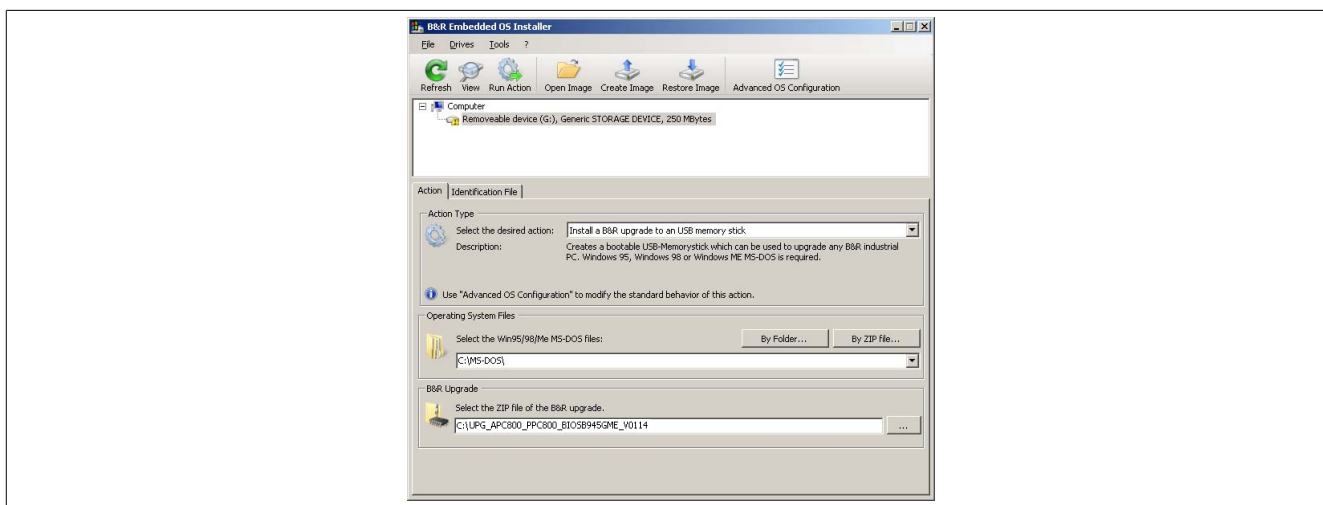 B&R Embedded OS Installer
File Drives Tools ?
Refresh View Run Action Open Image Create Image Restore Image Advanced OS Configuration
Computer
Removeable device (G:), Generic STORAGE DEVICE, 250 MBytes
Action Identification File
Action Type
Select the desired action: Install a B&R upgrade to an USB memory stick
Description: Creates a bootable USB-Memorystick which can be used to upgrade any B&R industrial
PC. Windows 95, Windows 98 or Windows ME MS-DOS is required.
Use "Advanced OS Configuration" to modify the standard behavior of this action.
Operating System Files
Select the Win95/98/Me MS-DOS files: By Folder... By ZIP file...
C:\MS-DOS\
B&R Upgrade
Select the ZIP file of the B&R upgrade.
C:\UPG_APC800_PPC800_BIOSB945GME_V0114 ...